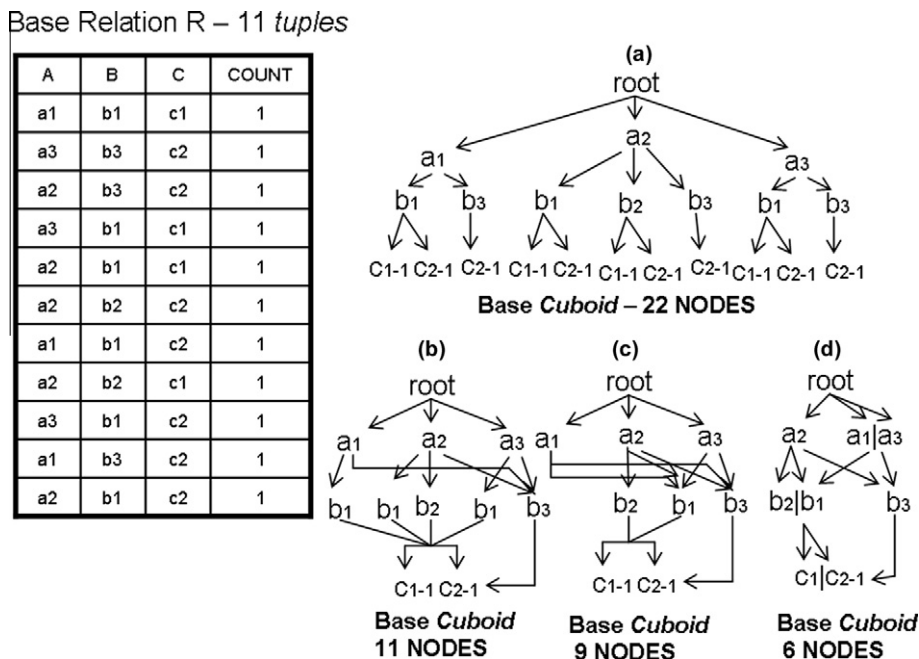 Base Relation R – 11 tuples
A B C COUNT
a1 b1 c1 1
a3 b3 c2 1
a2 b3 c2 1
a3 b1 c1 1
a2 b1 c1 1
a2 b2 c2 1
a1 b1 c2 1
a2 b2 c1 1
a3 b1 c2 1
a1 b3 c2 1
a2 b1 c2 1
(a)
root
a1 a2 a3
b1 b3 b1 b2 b3 b1 b3
C1-1 C2-1 C2-1 C1-1 C2-1 C1-1 C2-1 C2-1 C1-1 C2-1 C2-1
Base Cuboid – 22 NODES
(b)
root
a1 a2 a3
b1 b1 b2 b1 b3
C1-1 C2-1
Base Cuboid
11 NODES
(c)
root
a1 a2 a3
b2 b1 b3
C1-1 C2-1
Base Cuboid
9 NODES
(d)
root
a2 a1|a3
b2|b1 b3
C1|C2-1
Base Cuboid
6 NODES